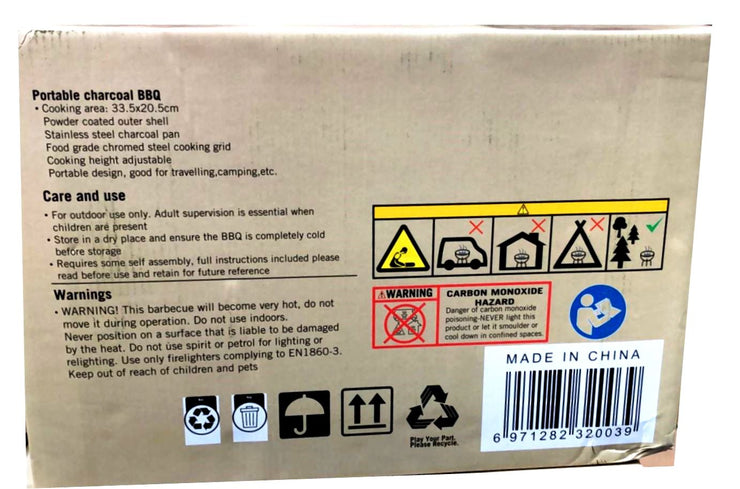 Portable charcoal BBQ
• Cooking area: 33.5x20.5cm
Powder coated outer shell
Stainless steel charcoal pan
Food grade chromed steel cooking grid
Cooking height adjustable
Portable design, good for travelling,camping,etc.
Care and use
• For outdoor use only. Adult supervision is essential when
children are present
• Store in a dry place and ensure the BBQ is completely cold
before storage
• Requires some self assembly, full instructions included please
read before use and retain for future reference
Warnings
• WARNING! This barbecue will become very hot, do not
move it during operation. Do not use indoors.
Never position on a surface that is liable to be damaged
by the heat. Do not use spirit or petrol for lighting or
relighting. Use only firelighters complying to EN1860-3.
Keep out of reach of children and pets
WARNING
CARBON MONOXIDE
HAZARD
Danger of carbon monoxide
poisoning-NEVER light this
product or let it smoulder or
cool down in confined spaces.
Play Your Part.
Please Recycle.
MADE IN CHINA
6 971282 320039